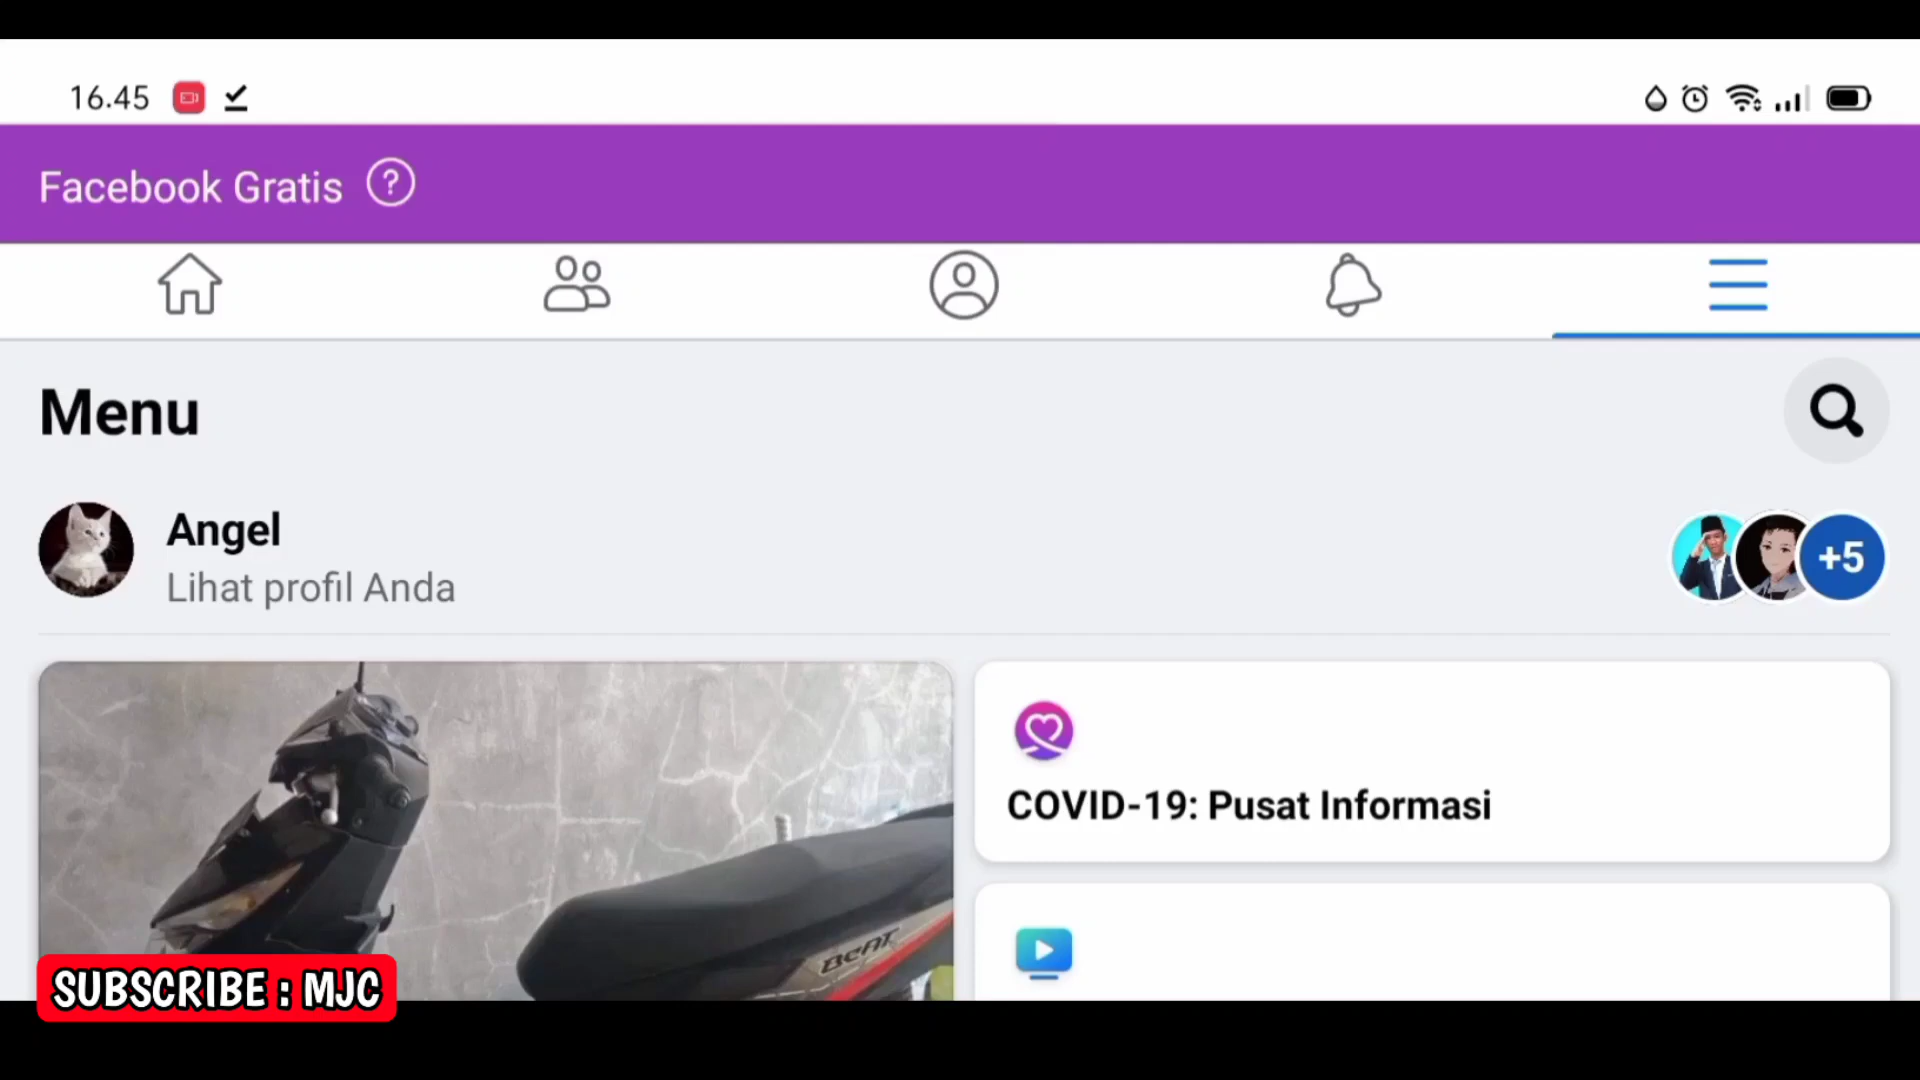 16.45
Facebook Gratis ?
Menu
Angel
Lihat profil Anda
+5
COVID-19: Pusat Informasi
BeAT
SUBSCRIBE : MJC